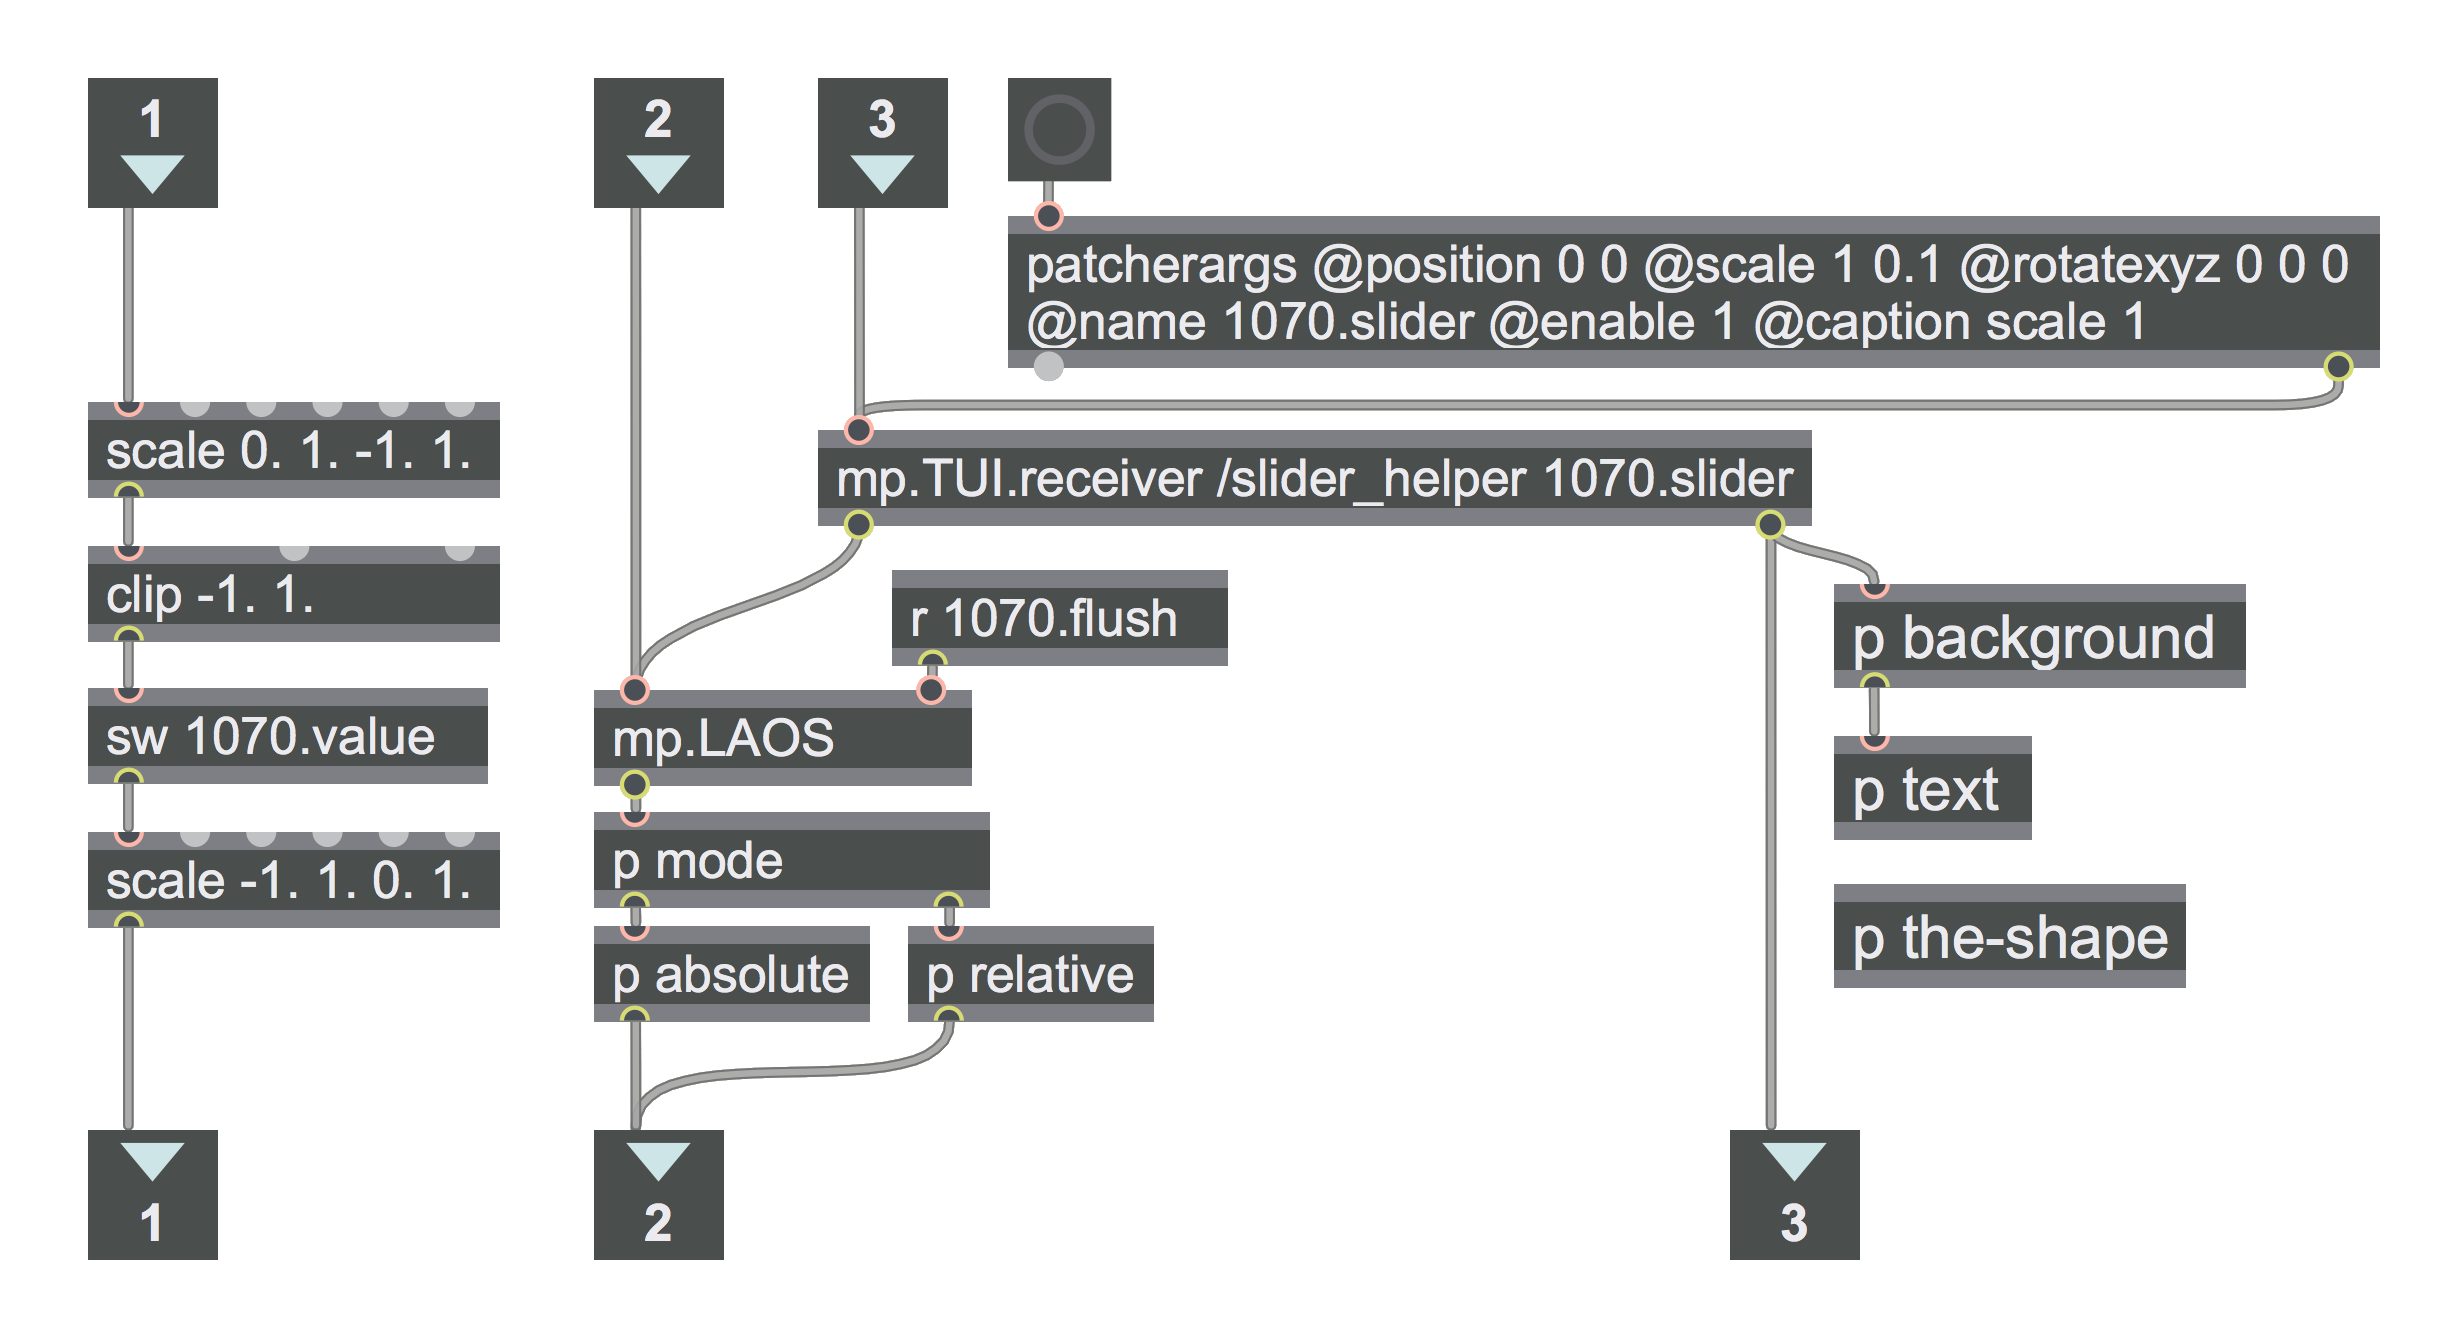 1
2
3
patcherargs @position 0 0 @scale 1 0.1 @rotatexyz 0 0 0
@name 1070.slider @enable 1 @caption scale 1
scale 0. 1. -1. 1.
mp.TUI.receiver /slider_helper 1070.slider
clip -1. 1.
r 1070.flush
p background
sw 1070.value
mp.LAOS
p text
scale -1. 1. 0. 1.
p mode
p absolute
p relative
p the-shape
1
2
3